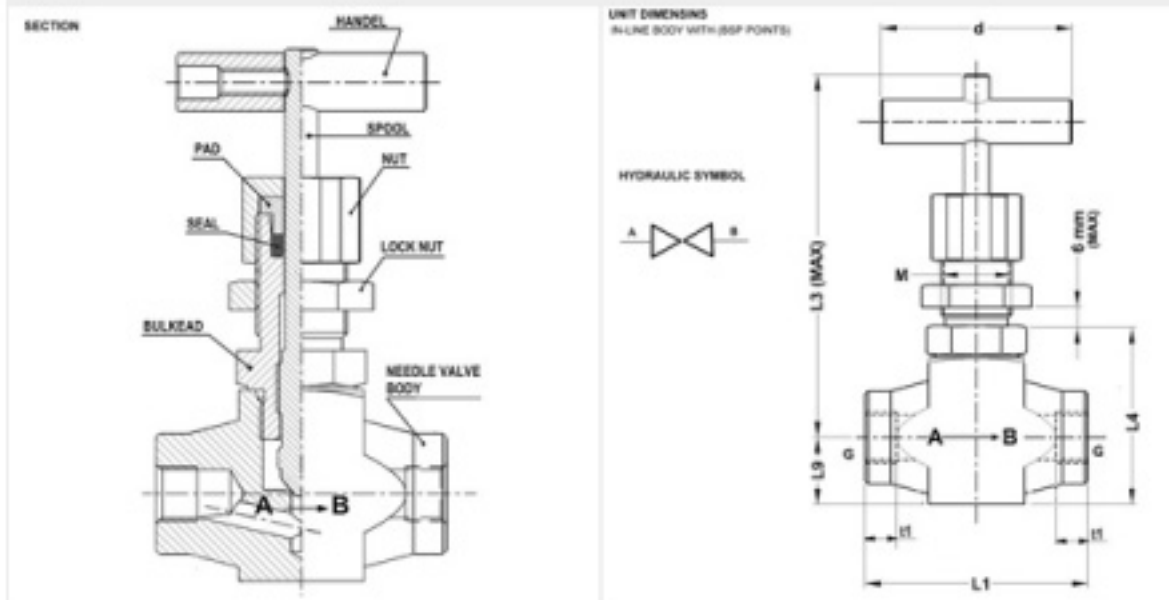 SECTION
HANDEL
SPOOL
PAD
NUT
SEAL
LOCK NUT
BULKEAD
NEEDLE VALVE
BODY
A
B
UNIT DIMENSINS
IN-LINE BODY WITH-(BSP POINTS)
d
HYDRAULIC SYMBOL
A
B
L3 (MAX)
6 mm
(MAX)
M
A
B
G
G
L9
L4
t1
t1
L1